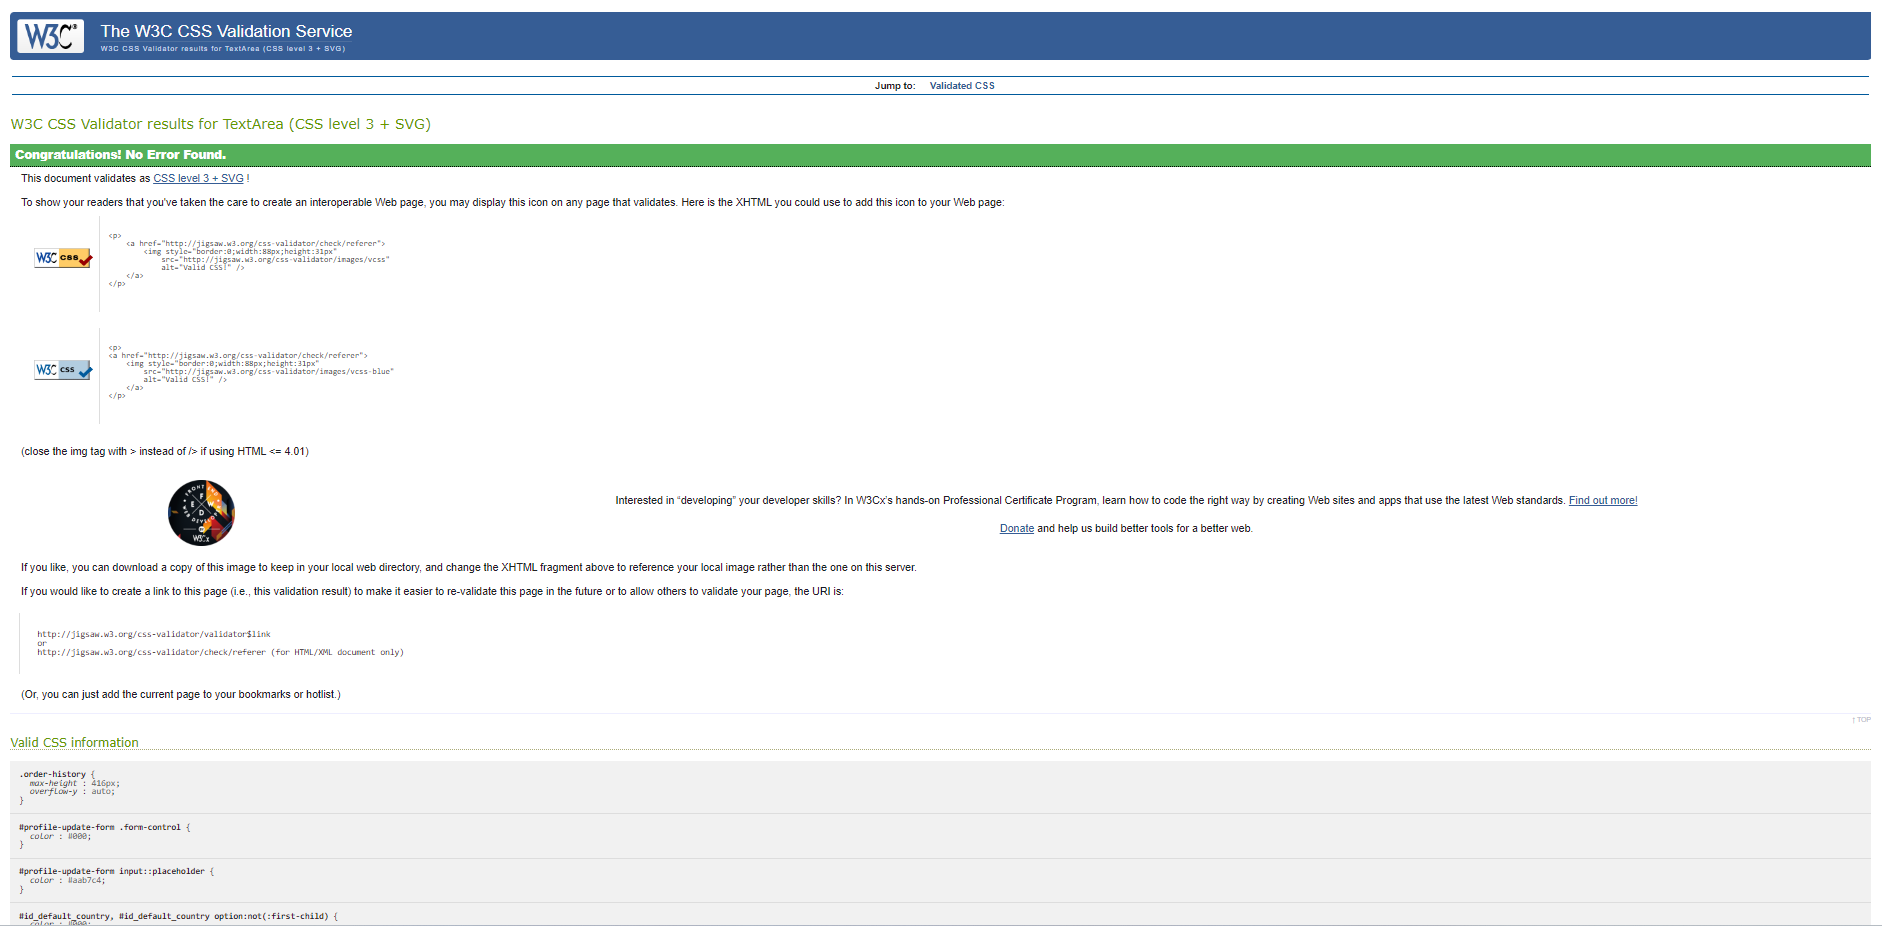 W3C®
The W3C CSS Validation Service
W3C CSS Validator results for TextArea (CSS level 3 + SVG)
Jump to: Validated CSS
W3C CSS Validator results for TextArea (CSS level 3 + SVG)
Congratulations! No Error Found.
This document validates as CSS level 3 + SVG !
To show your readers that you've taken the care to create an interoperable Web page, you may display this icon on any page that validates. Here is the XHTML you could use to add this icon to your Web page:
W3C css
<p>
<a href="http://jigsaw.w3.org/css-validator/check/referer">
<img style="border:0;width:88px;height:31px"
src="http://jigsaw.w3.org/css-validator/images/vcss"
alt="Valid CSS!" />
</a>
</p>
W3C css
<p>
<a href="http://jigsaw.w3.org/css-validator/check/referer">
<img style="border:0;width:88px;height:31px"
src="http://jigsaw.w3.org/css-validator/images/vcss-blue"
alt="Valid CSS!" />
</a>
</p>
(close the img tag with > instead of /> if using HTML <= 4.01)
FRONT END
WEB DEVELOPER
F
E W
D
W3Cx
Interested in “developing” your developer skills? In W3Cx's hands-on Professional Certificate Program, learn how to code the right way by creating Web sites and apps that use the latest Web standards. Find out more!
Donate and help us build better tools for a better web.
If you like, you can download a copy of this image to keep in your local web directory, and change the XHTML fragment above to reference your local image rather than the one on this server.
If you would like to create a link to this page (i.e., this validation result) to make it easier to re-validate this page in the future or to allow others to validate your page, the URI is:
http://jigsaw.w3.org/css-validator/validator$link
or
http://jigsaw.w3.org/css-validator/check/referer (for HTML/XML document only)
(Or, you can just add the current page to your bookmarks or hotlist.)
↑ TOP
Valid CSS information
.order-history {
max-height : 416px;
overflow-y : auto;
}
#profile-update-form .form-control {
color : #000;
}
#profile-update-form input::placeholder {
color : #aab7c4;
}
#id_default_country, #id_default_country option:not(:first-child) {
color : #000;